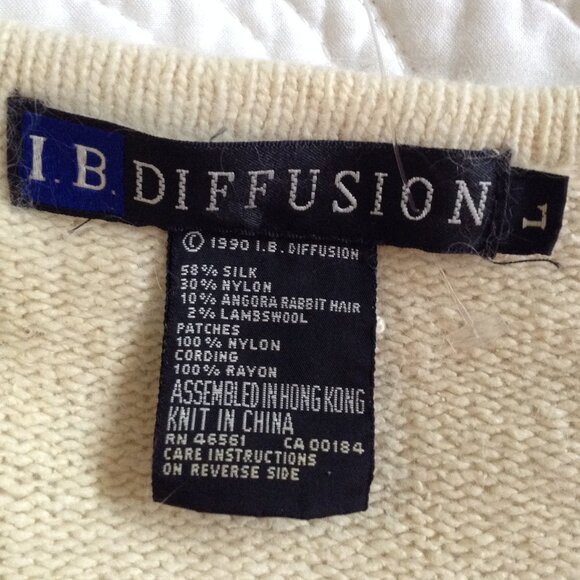 I.B. DIFFUSION L
© 1990 I.B. DIFFUSION
58% SILK
30% NYLON
10% ANGORA RABBIT HAIR
2% LAMBSWOOL
PATCHES
100% NYLON
CORDING
100% RAYON
ASSEMBLED IN HONG KONG
KNIT IN CHINA
RN 46561 CA 00184
CARE INSTRUCTIONS
ON REVERSE SIDE